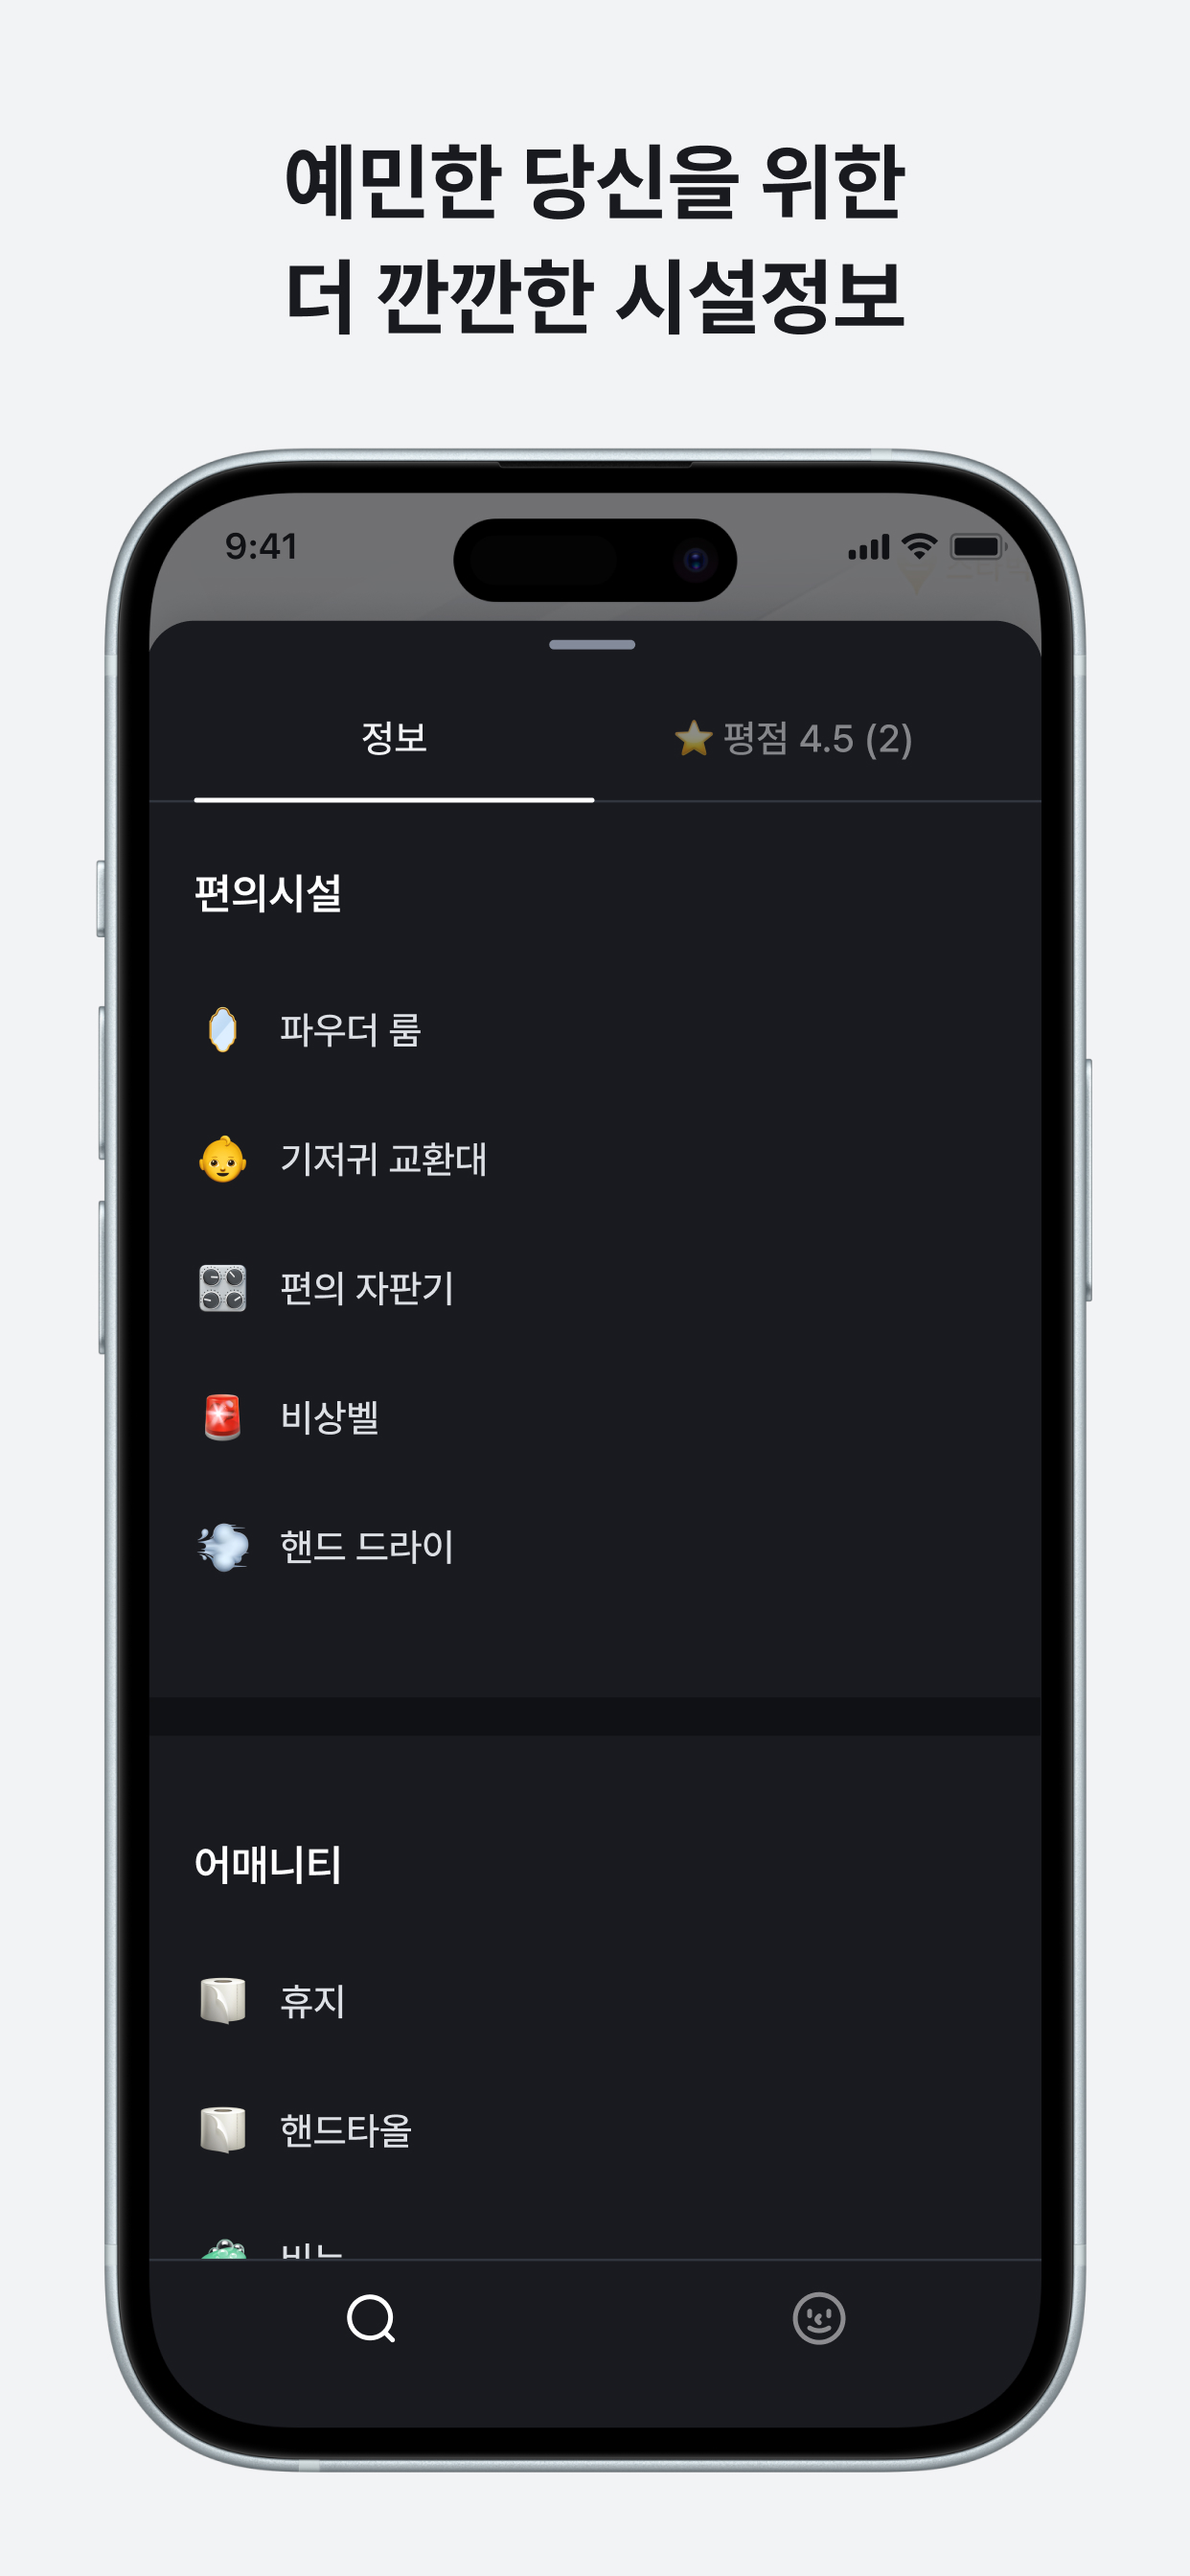 예민한 당신을 위한
더 깐깐한 시설정보
9:41
정보
평점 4.5 (2)
편의시설
파우더 룸
기저귀 교환대
편의 자판기
비상벨
핸드 드라이
어매니티
휴지
핸드타올